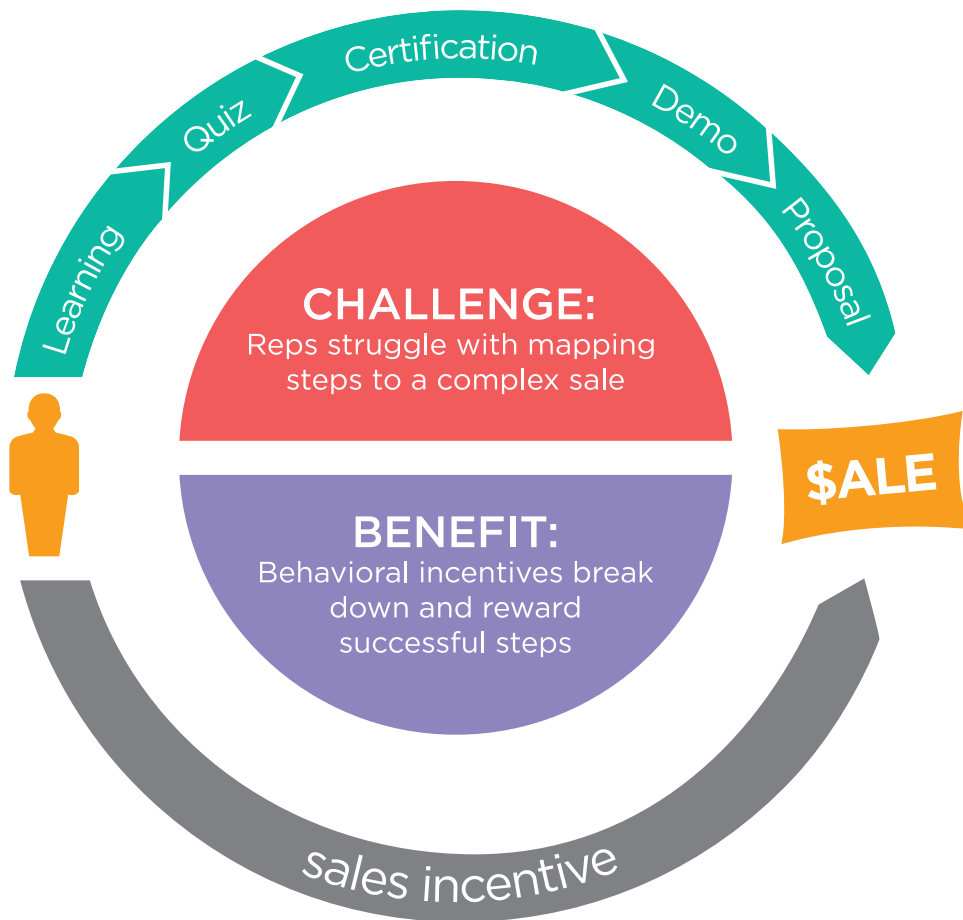 Learning
Quiz
Certification
Demo
Proposal
CHALLENGE:
Reps struggle with mapping
steps to a complex sale
$ALE
BENEFIT:
Behavioral incentives break
down and reward
successful steps
sales incentive